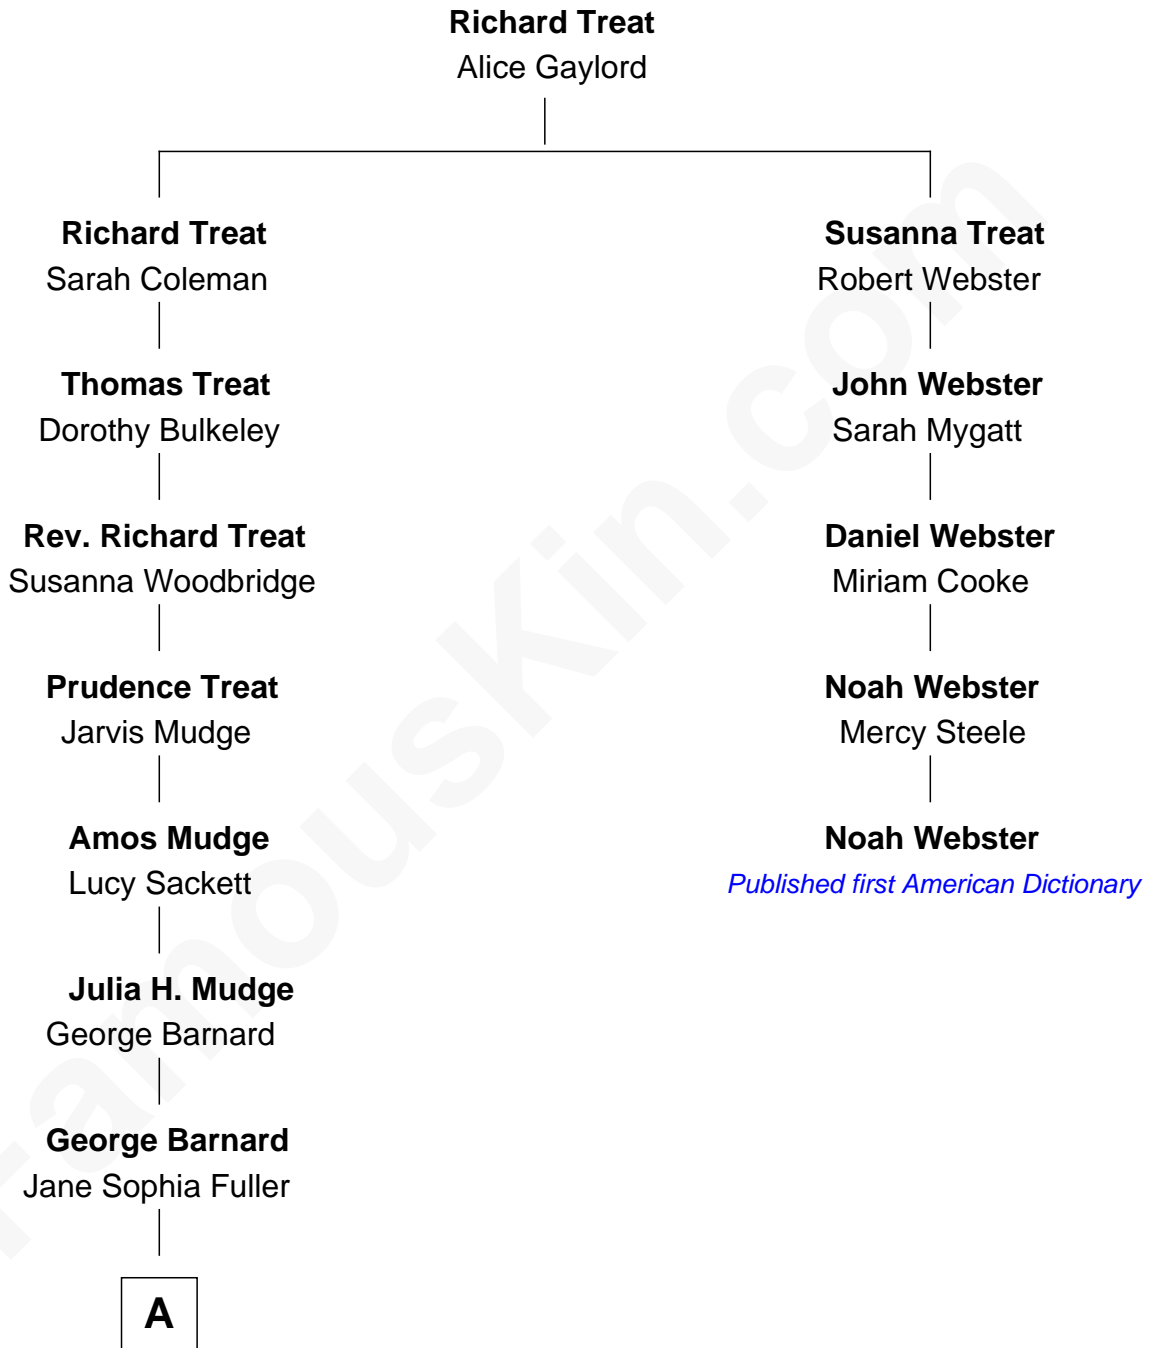 Richard Treat
Alice Gaylord
Richard Treat
Sarah Coleman
Susanna Treat
Robert Webster
Thomas Treat
Dorothy Bulkeley
John Webster
Sarah Mygatt
Rev. Richard Treat
Susanna Woodbridge
Daniel Webster
Miriam Cooke
Prudence Treat
Jarvis Mudge
Noah Webster
Mercy Steele
Amos Mudge
Lucy Sackett
Noah Webster
Published first American Dictionary
Julia H. Mudge
George Barnard
George Barnard
Jane Sophia Fuller
A
FamousKin.com